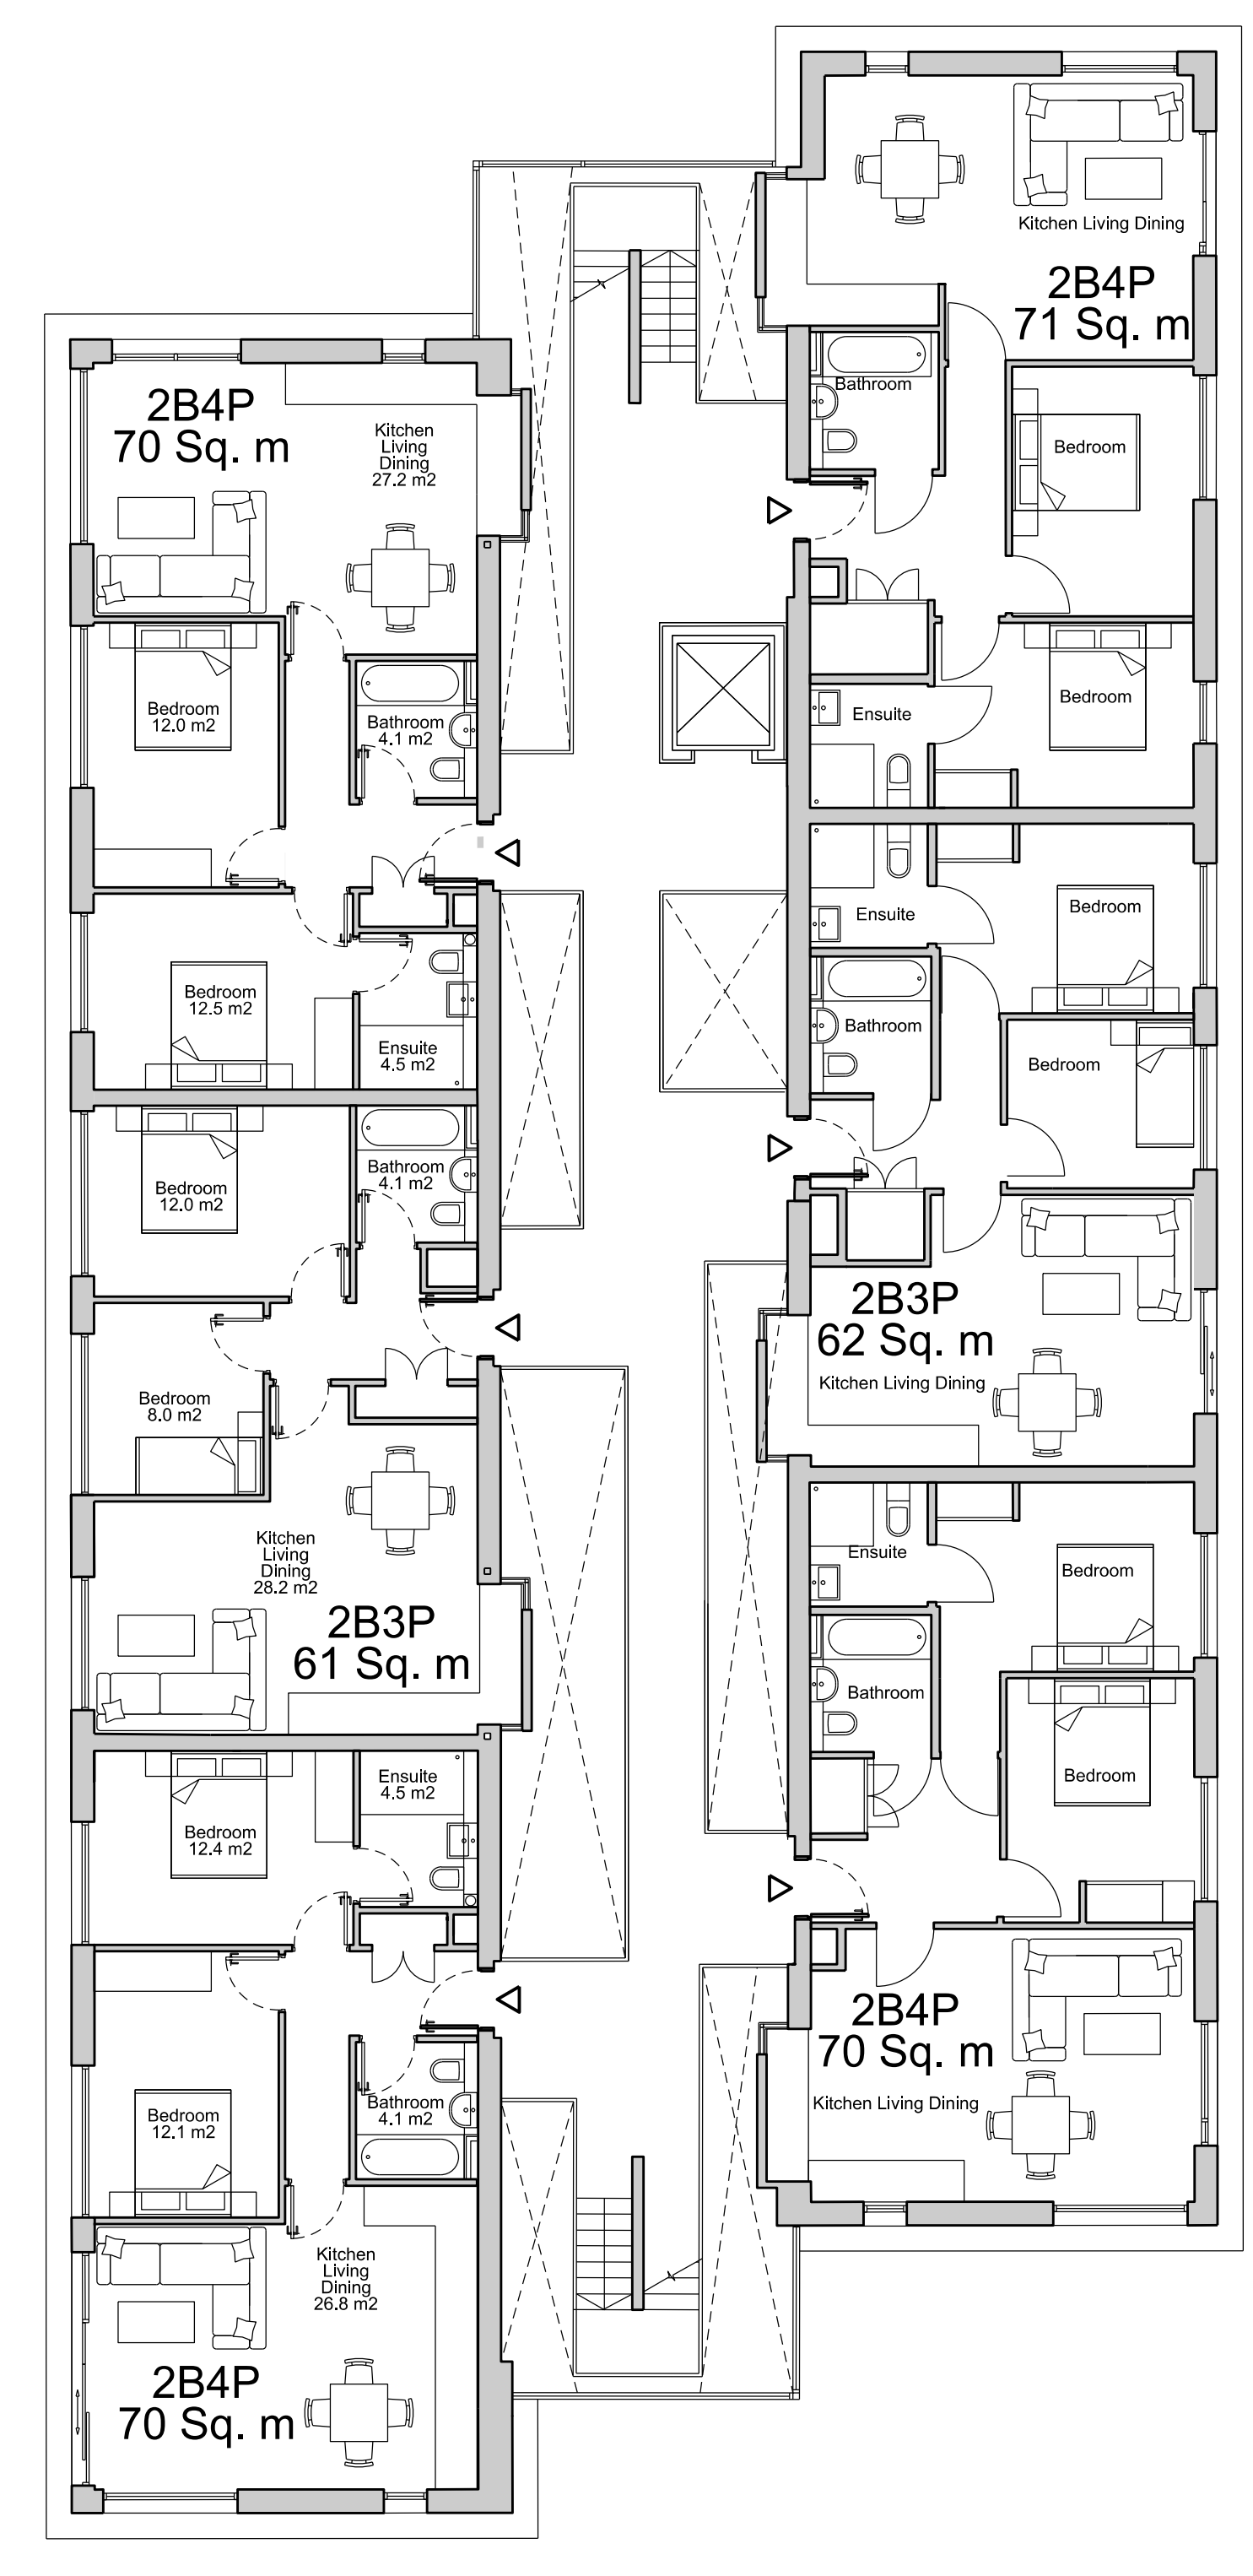 Kitchen Living Dining
2B4P
71 Sq. m
Bathroom
Bedroom
Bedroom
Ensuite
2B4P
70 Sq. m
Kitchen
Living
Dining
27.2 m2
Bedroom
12.0 m2
Bathroom
4.1 m2
Bedroom
12.5 m2
Ensuite
4.5 m2
Ensuite
Bedroom
Bathroom
Bedroom
2B3P
62 Sq. m
Kitchen Living Dining
Bathroom
4.1 m2
Bedroom
12.0 m2
Bedroom
8.0 m2
Kitchen
Living
Dining
28.2 m2
2B3P
61 Sq. m
Ensuite
Bedroom
Bathroom
Bedroom
2B4P
70 Sq. m
Kitchen Living Dining
Ensuite
4.5 m2
Bedroom
12.4 m2
Bathroom
4.1 m2
Bedroom
12.1 m2
Kitchen
Living
Dining
26.8 m2
2B4P
70 Sq. m